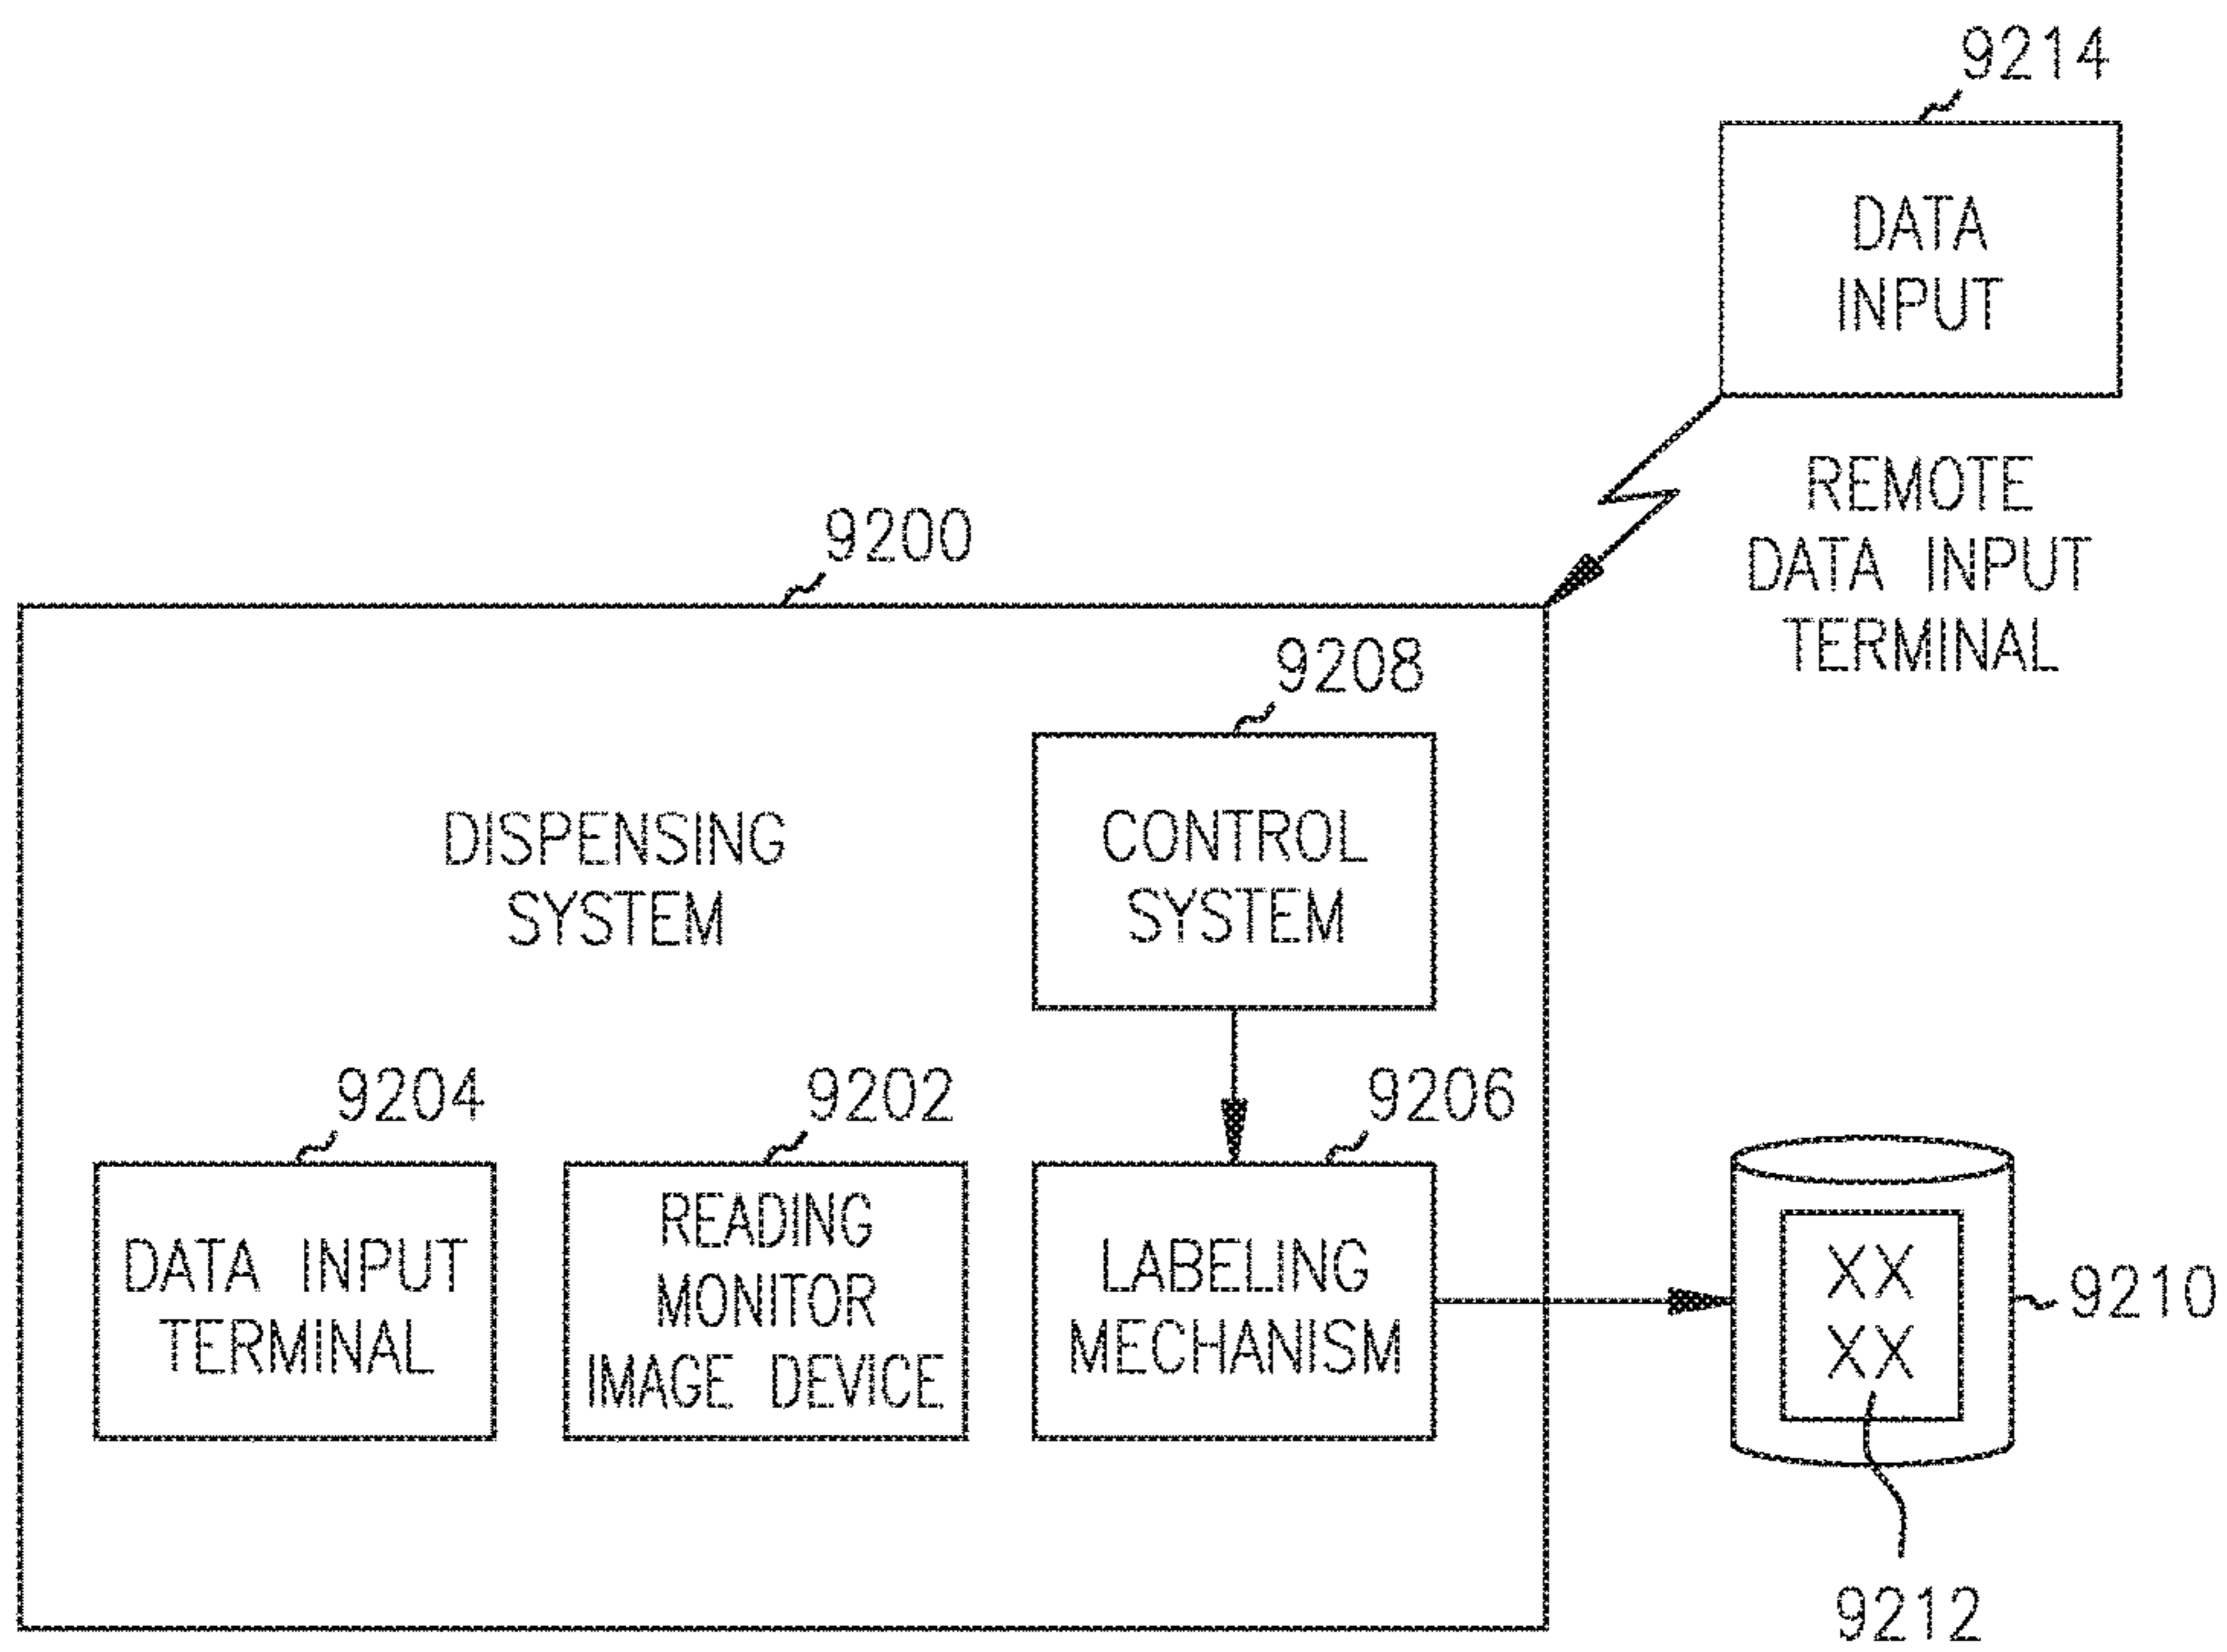 9214
DATA
INPUT
REMOTE
DATA INPUT
TERMINAL
9200
DISPENSING
SYSTEM
9208
CONTROL
SYSTEM
9204
DATA INPUT
TERMINAL
9202
READING
MONITOR
IMAGE DEVICE
9206
LABELING
MECHANISM
XX
XX
9210
9212